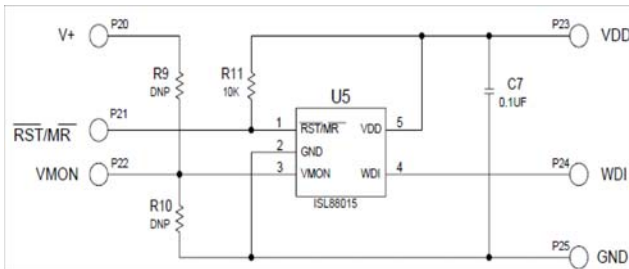 V+
P20
P23
VDD
R9
DNP
R11
10K
U5
C7
0.1UF
P21
RST/MR
1
RST/MR
VDD
5
2
GND
P22
VMON
3
VMON
WDI
4
P24
WDI
ISL88015
R10
DNP
P25
GND